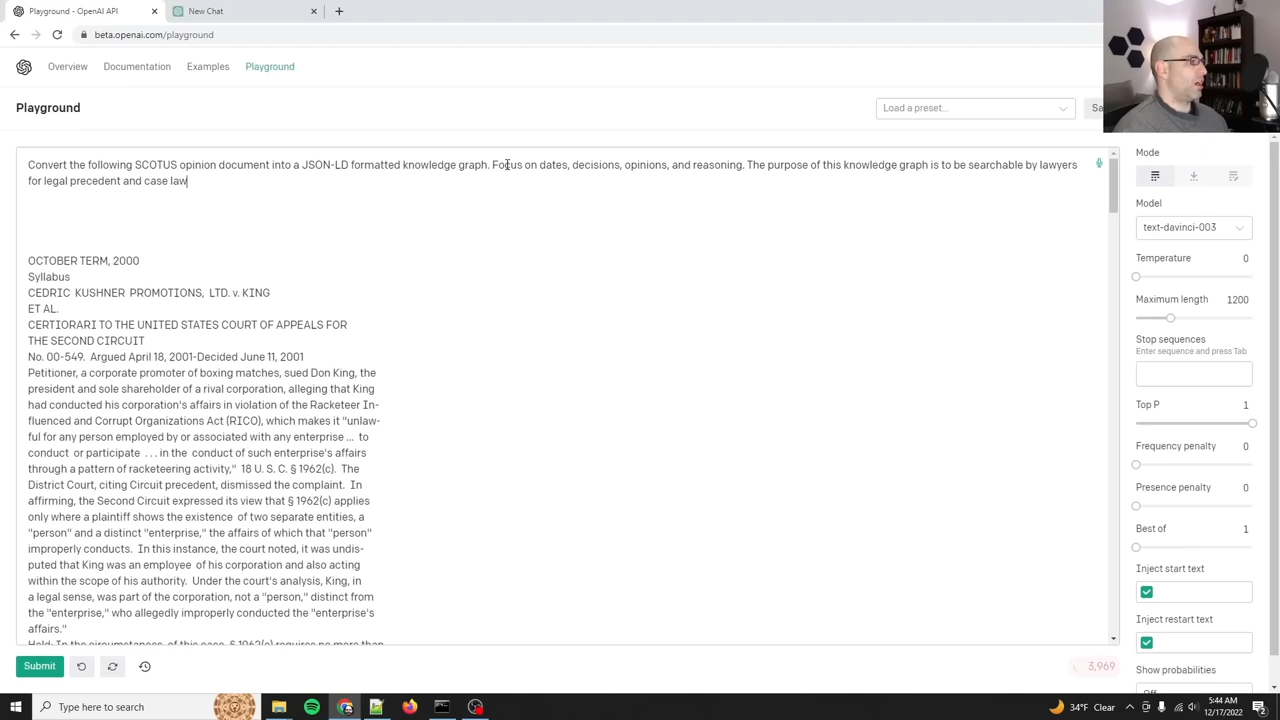 Playground - OpenAI API
New Chat
beta.openai.com/playground
Overview
Documentation
Examples
Playground
Playground
Load a preset...
Convert the following SCOTUS opinion document into a JSON-LD formatted knowledge graph. Focus on dates, decisions, opinions, and reasoning. The purpose of this knowledge graph is to be searchable by lawyers
for legal precedent and case law
OCTOBER TERM, 2000
Syllabus
CEDRIC KUSHNER PROMOTIONS, LTD. v. KING
ET AL.
CERTIORARI TO THE UNITED STATES COURT OF APPEALS FOR
THE SECOND CIRCUIT
No. 00-549. Argued April 18, 2001-Decided June 11, 2001
Petitioner, a corporate promoter of boxing matches, sued Don King, the
president and sole shareholder of a rival corporation, alleging that King
had conducted his corporation's affairs in violation of the Racketeer In-
fluenced and Corrupt Organizations Act (RICO), which makes it "unlaw-
ful for any person employed by or associated with any enterprise ... to
conduct or participate . . . in the conduct of such enterprise's affairs
through a pattern of racketeering activity," 18 U. S. C. § 1962(c). The
District Court, citing Circuit precedent, dismissed the complaint. In
affirming, the Second Circuit expressed its view that § 1962(c) applies
only where a plaintiff shows the existence of two separate entities, a
"person" and a distinct "enterprise," the affairs of which that "person"
improperly conducts. In this instance, the court noted, it was undis-
puted that King was an employee of his corporation and also acting
within the scope of his authority. Under the court's analysis, King, in
a legal sense, was part of the corporation, not a "person," distinct from
the "enterprise," who allegedly improperly conducted the "enterprise's
affairs."
Held: In the circumstances of this case, § 1962(c) requires no more than
Submit
3,969
Mode
Model
text-davinci-003
Temperature 0
Maximum length 1200
Stop sequences
Enter sequence and press Tab
Top P 1
Frequency penalty 0
Presence penalty 0
Best of 1
Inject start text
Inject restart text
Show probabilities
Off
Type here to search
34°F Clear
5:44 AM
12/17/2022
2